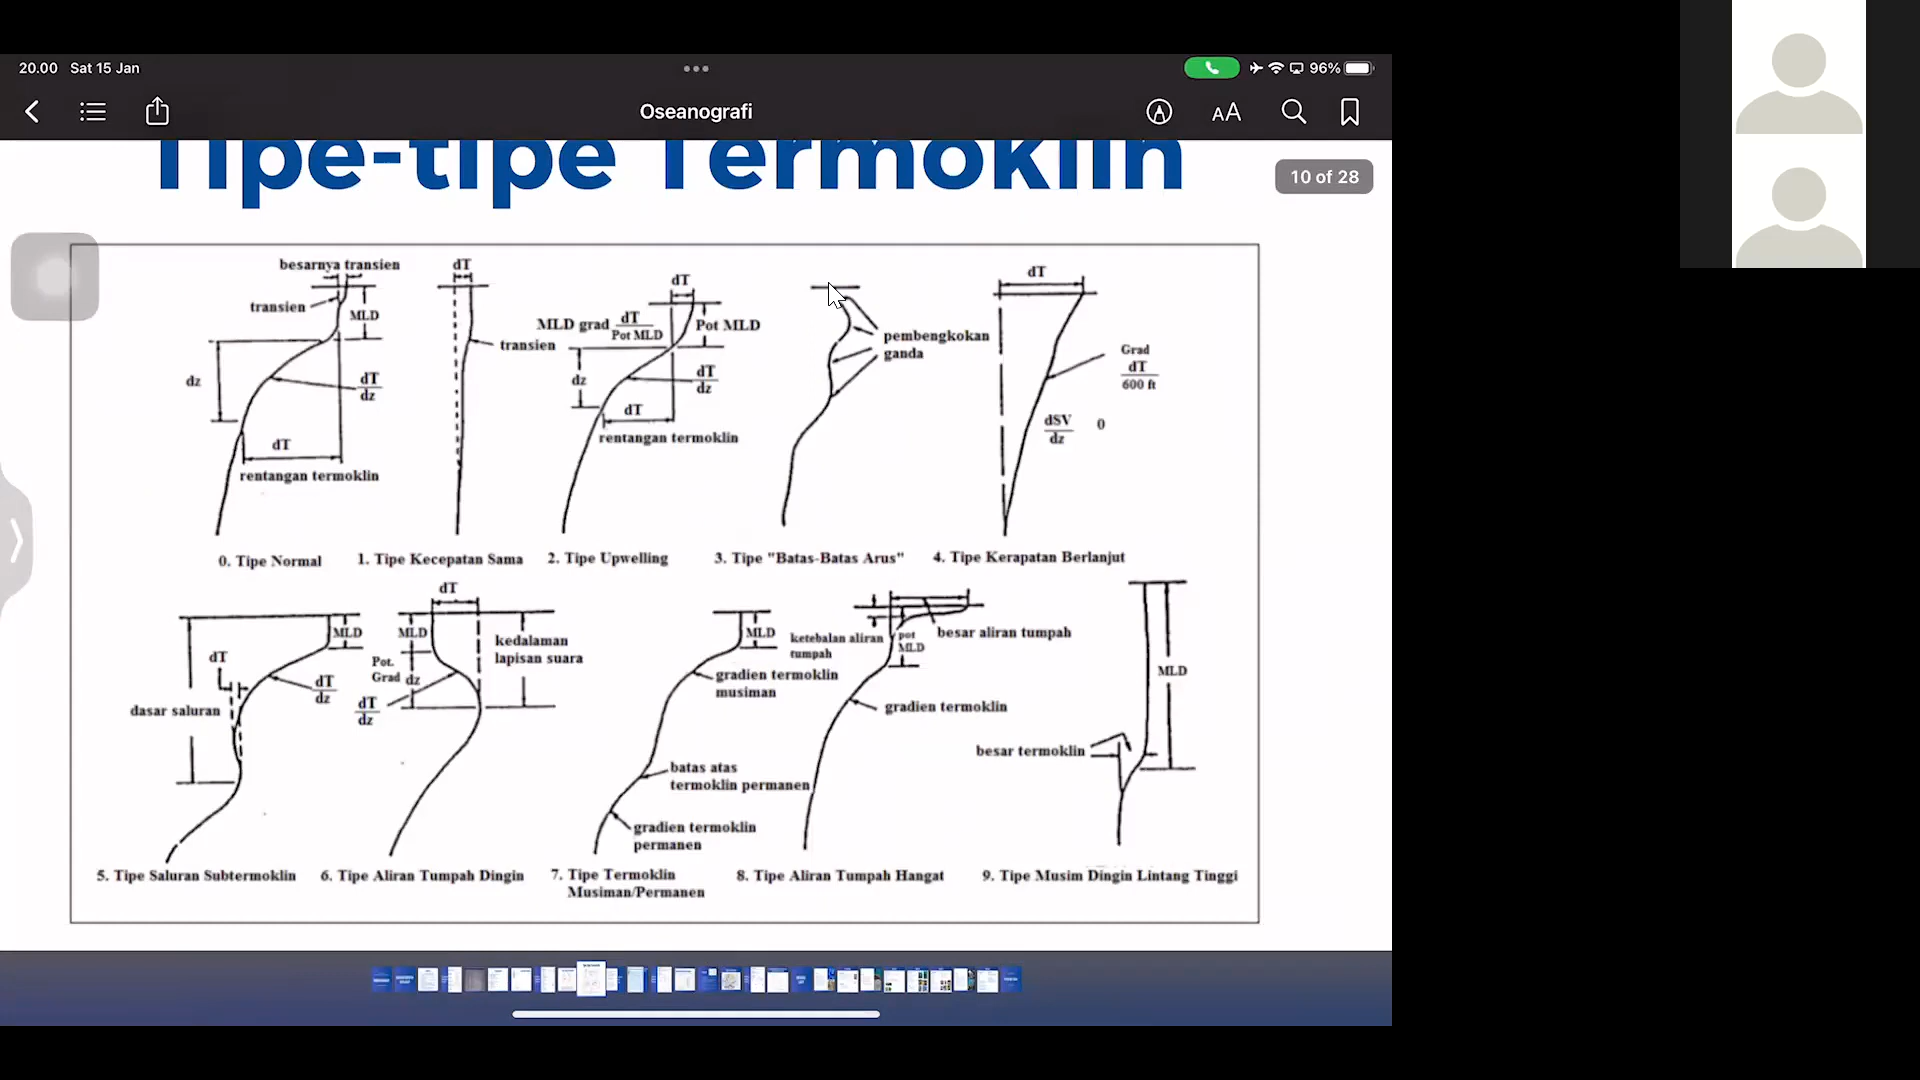 20.00 Sat 15 Jan
96%
Oseanografi
AA
Tipe-tipe Termoklin
10 of 28
besarnya transien
transien
MLD
dz
dT
dz
dT
rentangan termoklin
0. Tipe Normal
dT
transien
1. Tipe Kecepatan Sama
dT
MLD grad dT
Pot MLD
Pot MLD
dz
dT
dz
dT
rentangan termoklin
2. Tipe Upwelling
pembengkokan
ganda
3. Tipe "Batas-Batas Arus"
dT
Grad
dT
600 ft
dSV
dz
0
4. Tipe Kerapatan Berlanjut
MLD
dT
dT
dz
dasar saluran
5. Tipe Saluran Subtermoklin
dT
MLD
kedalaman
lapisan suara
Pot.
Grad dz
dT
dz
6. Tipe Aliran Tumpah Dingin
MLD
gradien termoklin
musiman
batas atas
termoklin permanen
gradien termoklin
permanen
7. Tipe Termoklin
Musiman/Permanen
ketebalan aliran
tumpah
pot
MLD
besar aliran tumpah
gradien termoklin
8. Tipe Aliran Tumpah Hangat
MLD
besar termoklin
9. Tipe Musim Dingin Lintang Tinggi